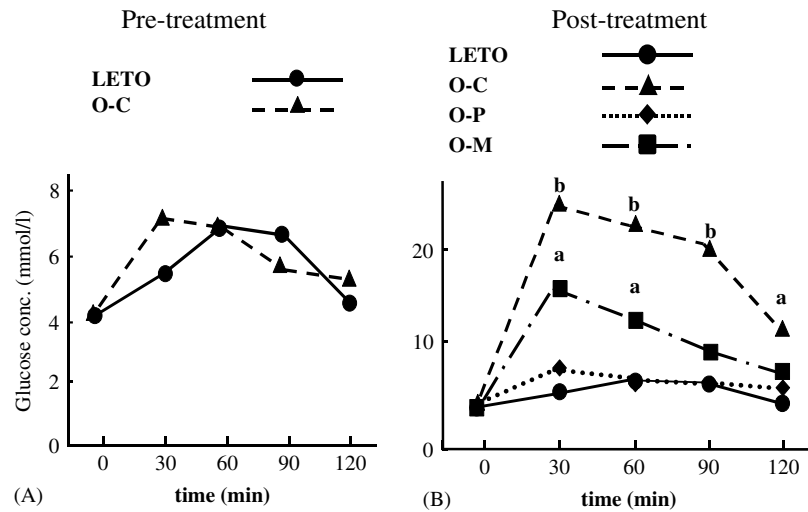 Pre-treatment
LETO
O-C
Glucose conc. (mmol/l)
8
6
4
2
0
0 30 60 90 120
(A) time (min)
Post-treatment
LETO
O-C
O-P
O-M
20
10
0
b
b
b
a
a
a
0 30 60 90 120
(B) time (min)